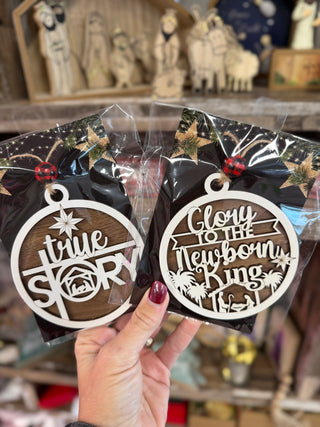 true
STORY
Glory
TO THE
Newborn
King